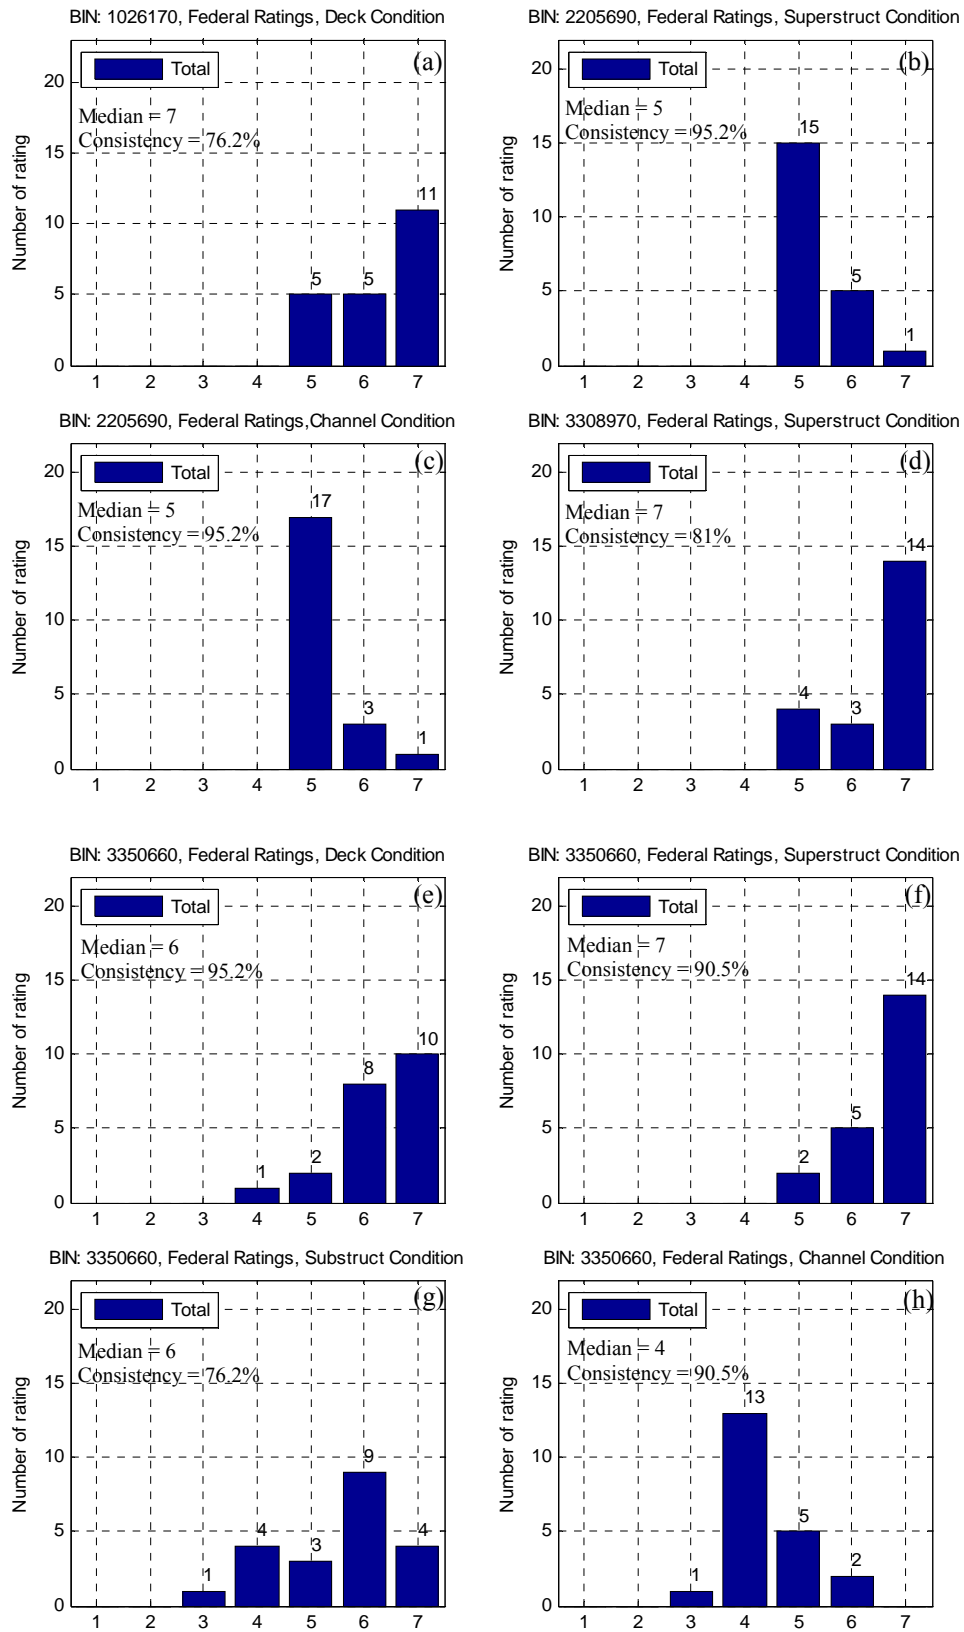 BIN: 1026170, Federal Ratings, Deck Condition
(a)
Total
Median = 7
Consistency = 76.2%
Number of rating
20
15
10
5
0
5
5
11
1 2 3 4 5 6 7
BIN: 2205690, Federal Ratings, Superstruct Condition
(b)
Total
Median = 5
Consistency = 95.2%
Number of rating
20
15
10
5
0
15
5
1
1 2 3 4 5 6 7
BIN: 2205690, Federal Ratings,Channel Condition
(c)
Total
Median = 5
Consistency = 95.2%
Number of rating
20
15
10
5
0
17
3
1
1 2 3 4 5 6 7
BIN: 3308970, Federal Ratings, Superstruct Condition
(d)
Total
Median = 7
Consistency = 81%
Number of rating
20
15
10
5
0
4
3
14
1 2 3 4 5 6 7
BIN: 3350660, Federal Ratings, Deck Condition
(e)
Total
Median = 6
Consistency = 95.2%
Number of rating
20
15
10
5
0
1
2
8
10
1 2 3 4 5 6 7
BIN: 3350660, Federal Ratings, Superstruct Condition
(f)
Total
Median = 7
Consistency = 90.5%
Number of rating
20
15
10
5
0
2
5
14
1 2 3 4 5 6 7
BIN: 3350660, Federal Ratings, Substruct Condition
(g)
Total
Median = 6
Consistency = 76.2%
Number of rating
20
15
10
5
0
1
4
3
9
4
1 2 3 4 5 6 7
BIN: 3350660, Federal Ratings, Channel Condition
(h)
Total
Median = 4
Consistency = 90.5%
Number of rating
20
15
10
5
0
1
13
5
2
1 2 3 4 5 6 7